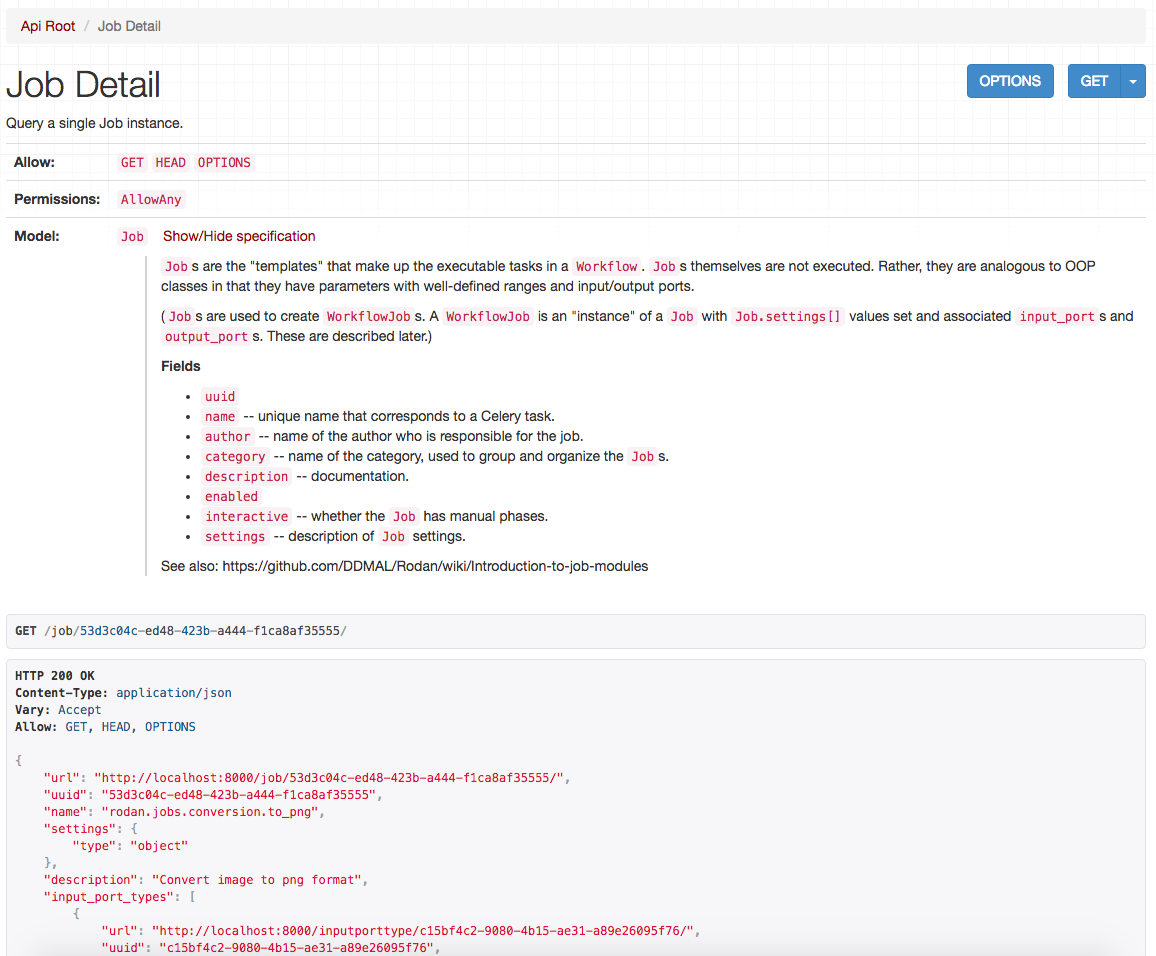 Api Root / Job Detail
Job Detail
OPTIONS GET
Query a single Job instance.
Allow: GET HEAD OPTIONS
Permissions: AllowAny
Model: Job Show/Hide specification
Jobs are the "templates" that make up the executable tasks in a Workflow. Jobs themselves are not executed. Rather, they are analogous to OOP
classes in that they have parameters with well-defined ranges and input/output ports.
(Jobs are used to create WorkflowJobs. A WorkflowJob is an "instance" of a Job with Job.settings[] values set and associated input_ports and
output_ports. These are described later.)
Fields
• uuid
• name -- unique name that corresponds to a Celery task.
• author -- name of the author who is responsible for the job.
• category -- name of the category, used to group and organize the Jobs.
• description -- documentation.
• enabled
• interactive -- whether the Job has manual phases.
• settings -- description of Job settings.
See also: https://github.com/DDMAL/Rodan/wiki/Introduction-to-job-modules
GET /job/53d3c04c-ed48-423b-a444-f1ca8af35555/
HTTP 200 OK
Content-Type: application/json
Vary: Accept
Allow: GET, HEAD, OPTIONS
{
    "url": "http://localhost:8000/job/53d3c04c-ed48-423b-a444-f1ca8af35555/",
    "uuid": "53d3c04c-ed48-423b-a444-f1ca8af35555",
    "name": "rodan.jobs.conversion.to_png",
    "settings": {
        "type": "object"
    },
    "description": "Convert image to png format",
    "input_port_types": [
        {
            "url": "http://localhost:8000/inputporttype/c15bf4c2-9080-4b15-ae31-a89e26095f76/",
            "uuid": "c15bf4c2-9080-4b15-ae31-a89e26095f76",